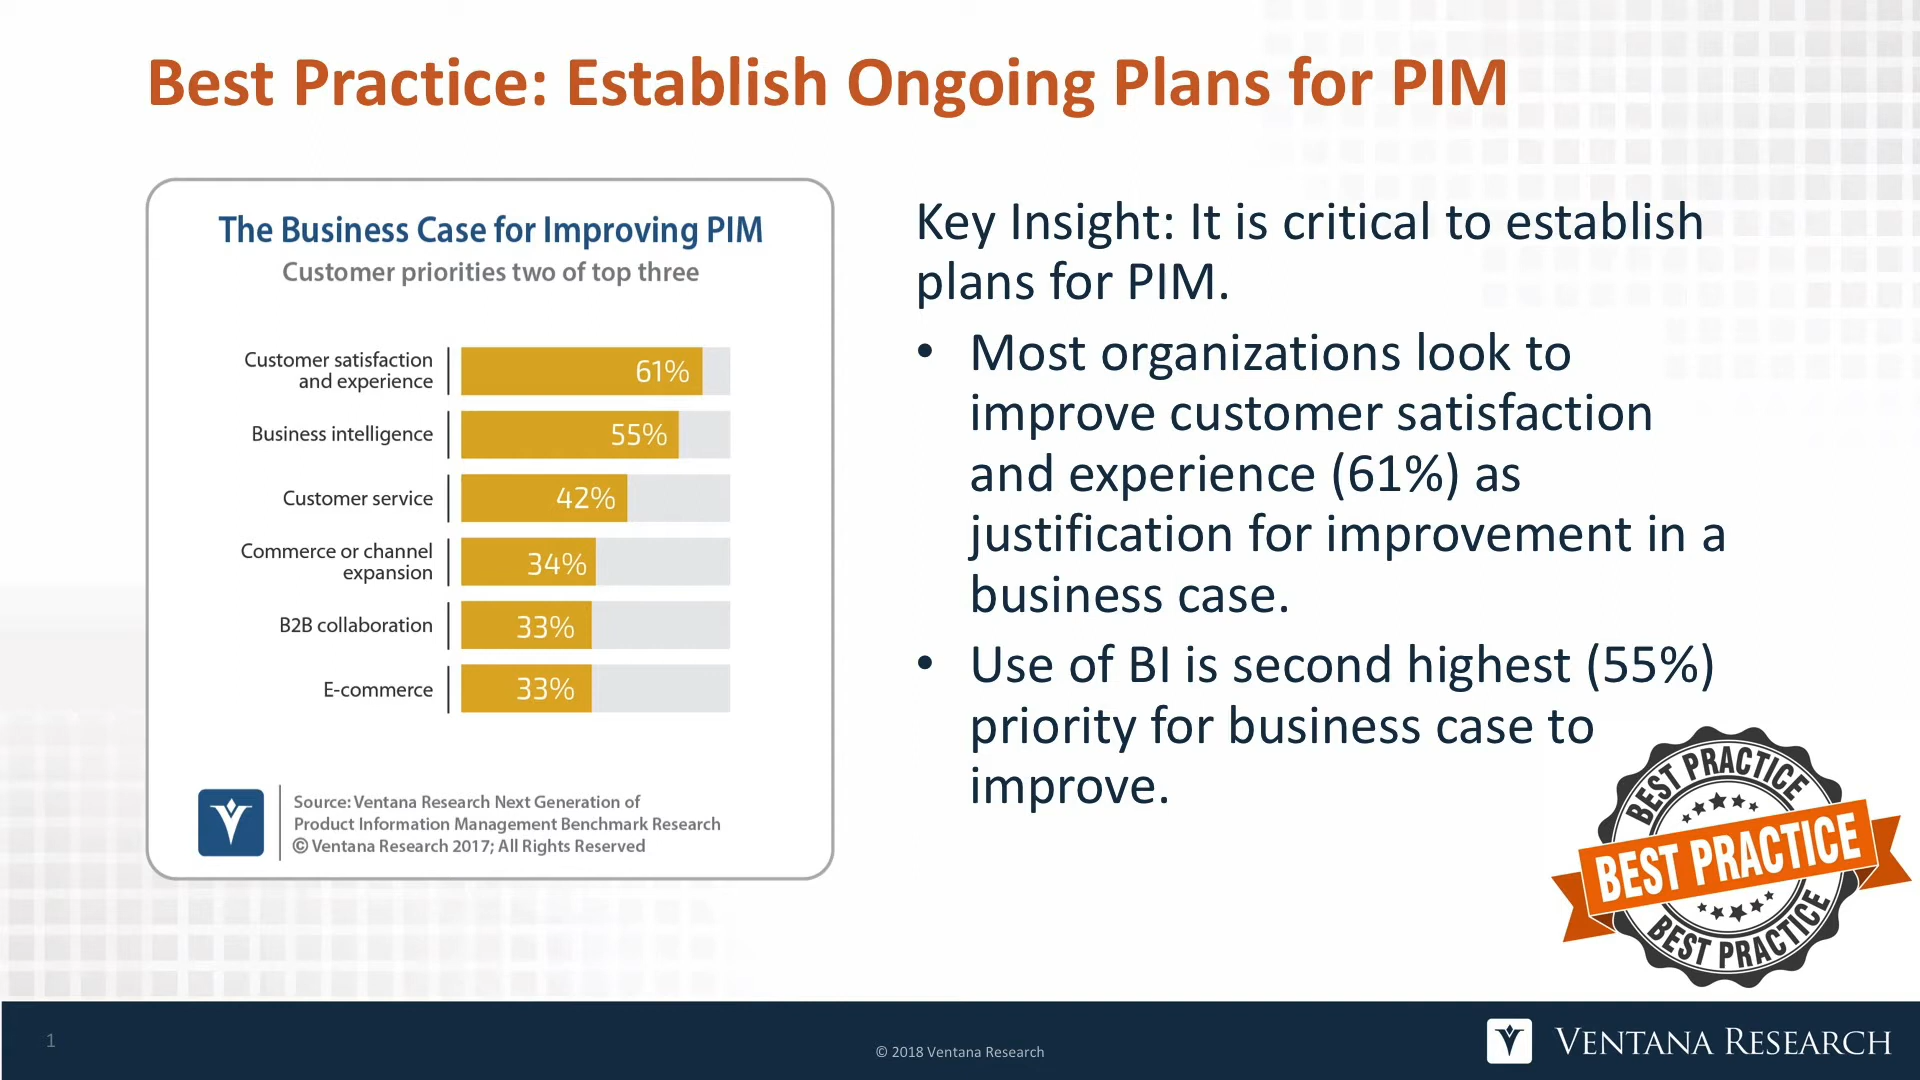 Best Practice: Establish Ongoing Plans for PIM
The Business Case for Improving PIM
Customer priorities two of top three
Customer satisfaction
and experience
61%
Business intelligence
55%
Customer service
42%
Commerce or channel
expansion
34%
B2B collaboration
33%
E-commerce
33%
Source: Ventana Research Next Generation of
Product Information Management Benchmark Research
© Ventana Research 2017; All Rights Reserved
Key Insight: It is critical to establish
plans for PIM.
• Most organizations look to
improve customer satisfaction
and experience (61%) as
justification for improvement in a
business case.
• Use of BI is second highest (55%)
priority for business case to
improve.
BEST PRACTICE
BEST PRACTICE
BEST PRACTICE
1
© 2018 Ventana Research
VENTANA RESEARCH